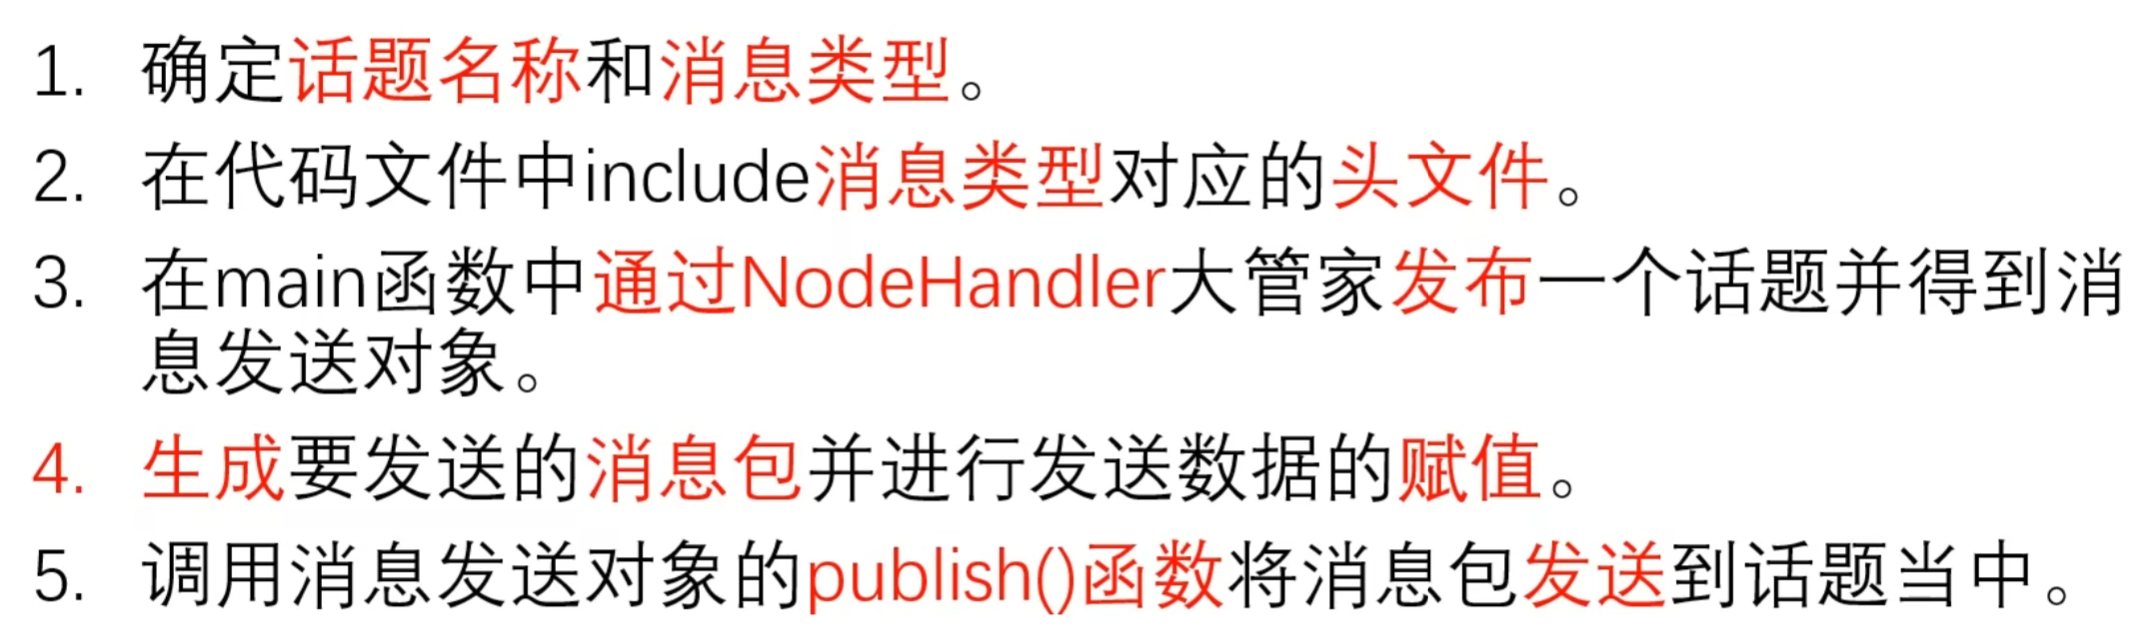 1. 确定话题名称和消息类型。
2. 在代码文件中include消息类型对应的头文件。
3. 在main函数中通过NodeHandler大管家发布一个话题并得到消
息发送对象。
4. 生成要发送的消息包并进行发送数据的赋值。
5. 调用消息发送对象的publish()函数将消息包发送到话题当中。